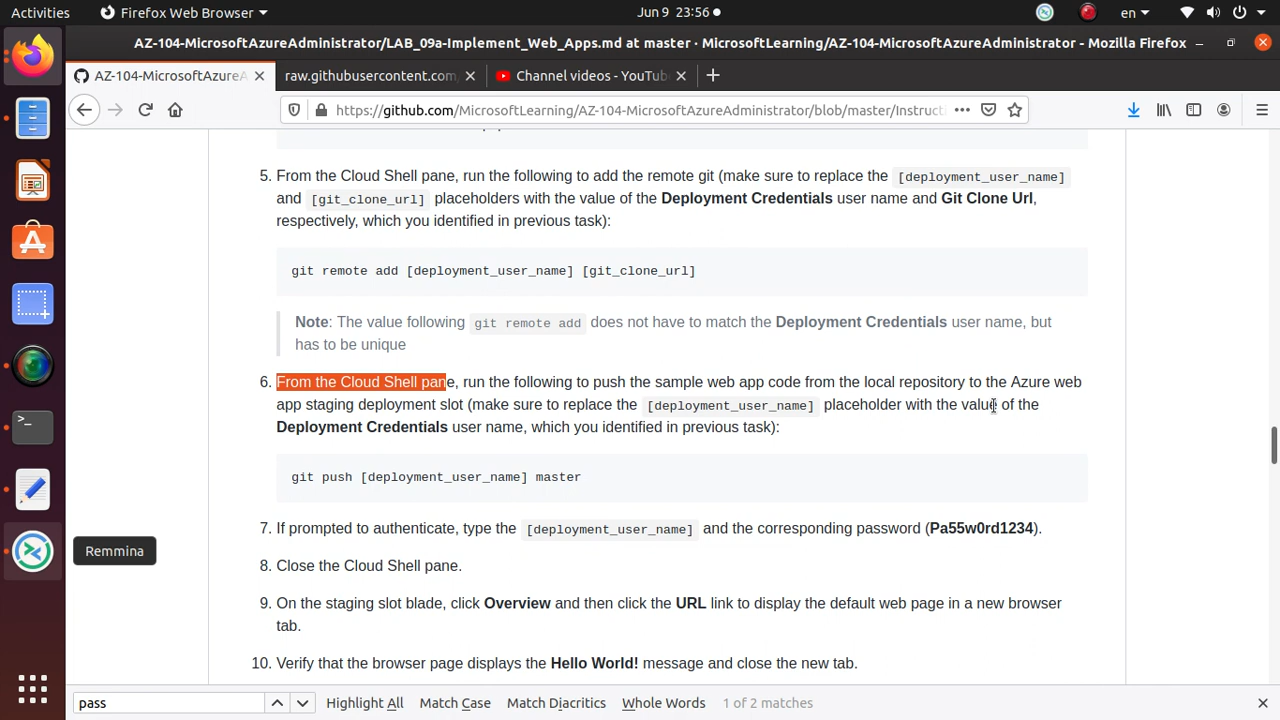 Activities
Firefox Web Browser
Jun 9 23:56
en
AZ-104-MicrosoftAzureAdministrator/LAB_09a-Implement_Web_Apps.md at master · MicrosoftLearning/AZ-104-MicrosoftAzureAdministrator - Mozilla Firefox
AZ-104-MicrosoftAzureA
raw.githubusercontent.com/
Channel videos - YouTube
https://github.com/MicrosoftLearning/AZ-104-MicrosoftAzureAdministrator/blob/master/Instructi
5. From the Cloud Shell pane, run the following to add the remote git (make sure to replace the [deployment_user_name]
and [git_clone_url] placeholders with the value of the Deployment Credentials user name and Git Clone Url,
respectively, which you identified in previous task):
git remote add [deployment_user_name] [git_clone_url]
Note: The value following git remote add does not have to match the Deployment Credentials user name, but
has to be unique
6. From the Cloud Shell pane, run the following to push the sample web app code from the local repository to the Azure web
app staging deployment slot (make sure to replace the [deployment_user_name] placeholder with the value of the
Deployment Credentials user name, which you identified in previous task):
git push [deployment_user_name] master
7. If prompted to authenticate, type the [deployment_user_name] and the corresponding password (Pa55w0rd1234).
Remmina
8. Close the Cloud Shell pane.
9. On the staging slot blade, click Overview and then click the URL link to display the default web page in a new browser
tab.
10. Verify that the browser page displays the Hello World! message and close the new tab.
pass
Highlight All
Match Case
Match Diacritics
Whole Words
1 of 2 matches